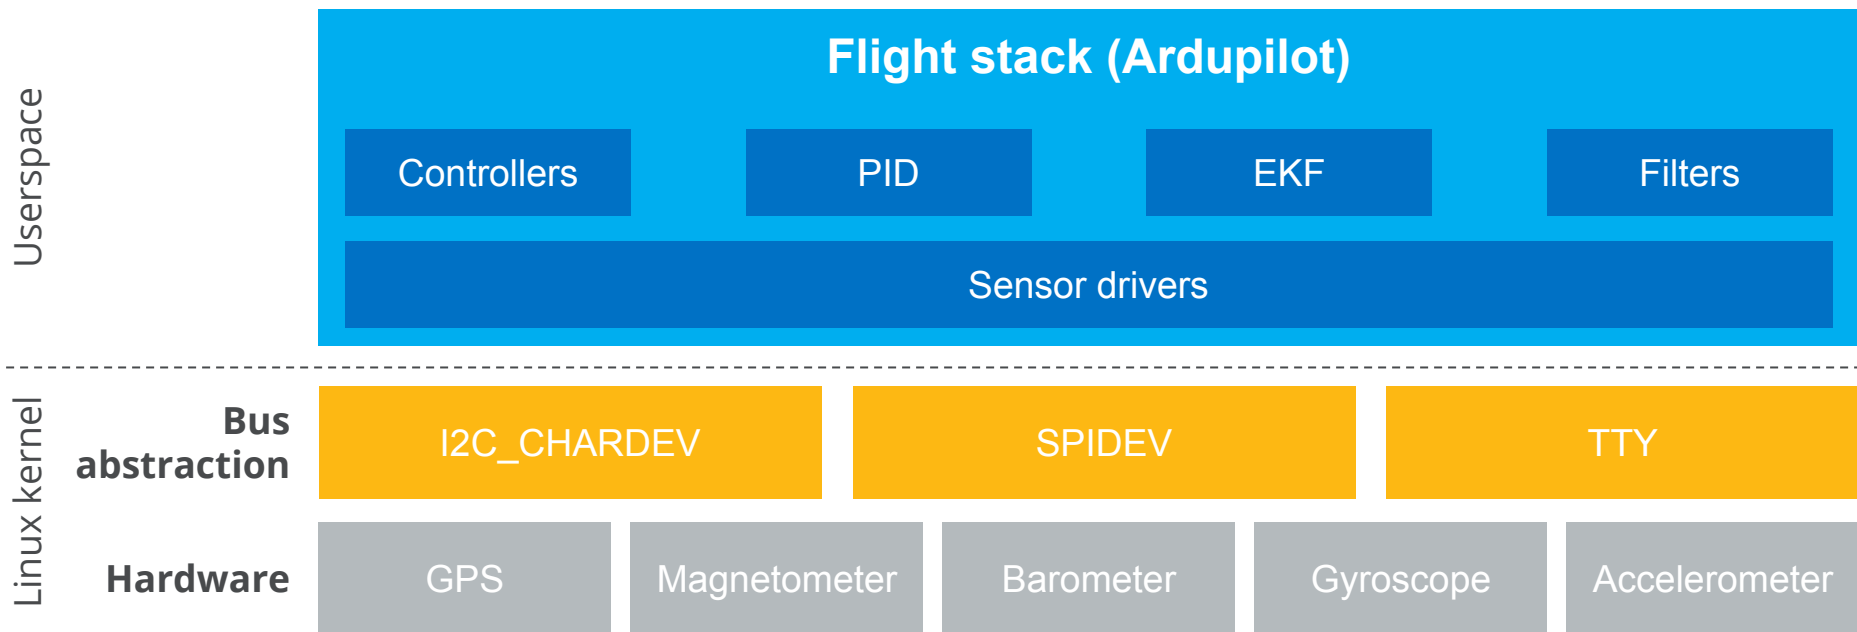 Userspace
Flight stack (Ardupilot)
Controllers
PID
EKF
Filters
Sensor drivers
Linux kernel
Bus
abstraction
I2C_CHARDEV
SPIDEV
TTY
Hardware
GPS
Magnetometer
Barometer
Gyroscope
Accelerometer